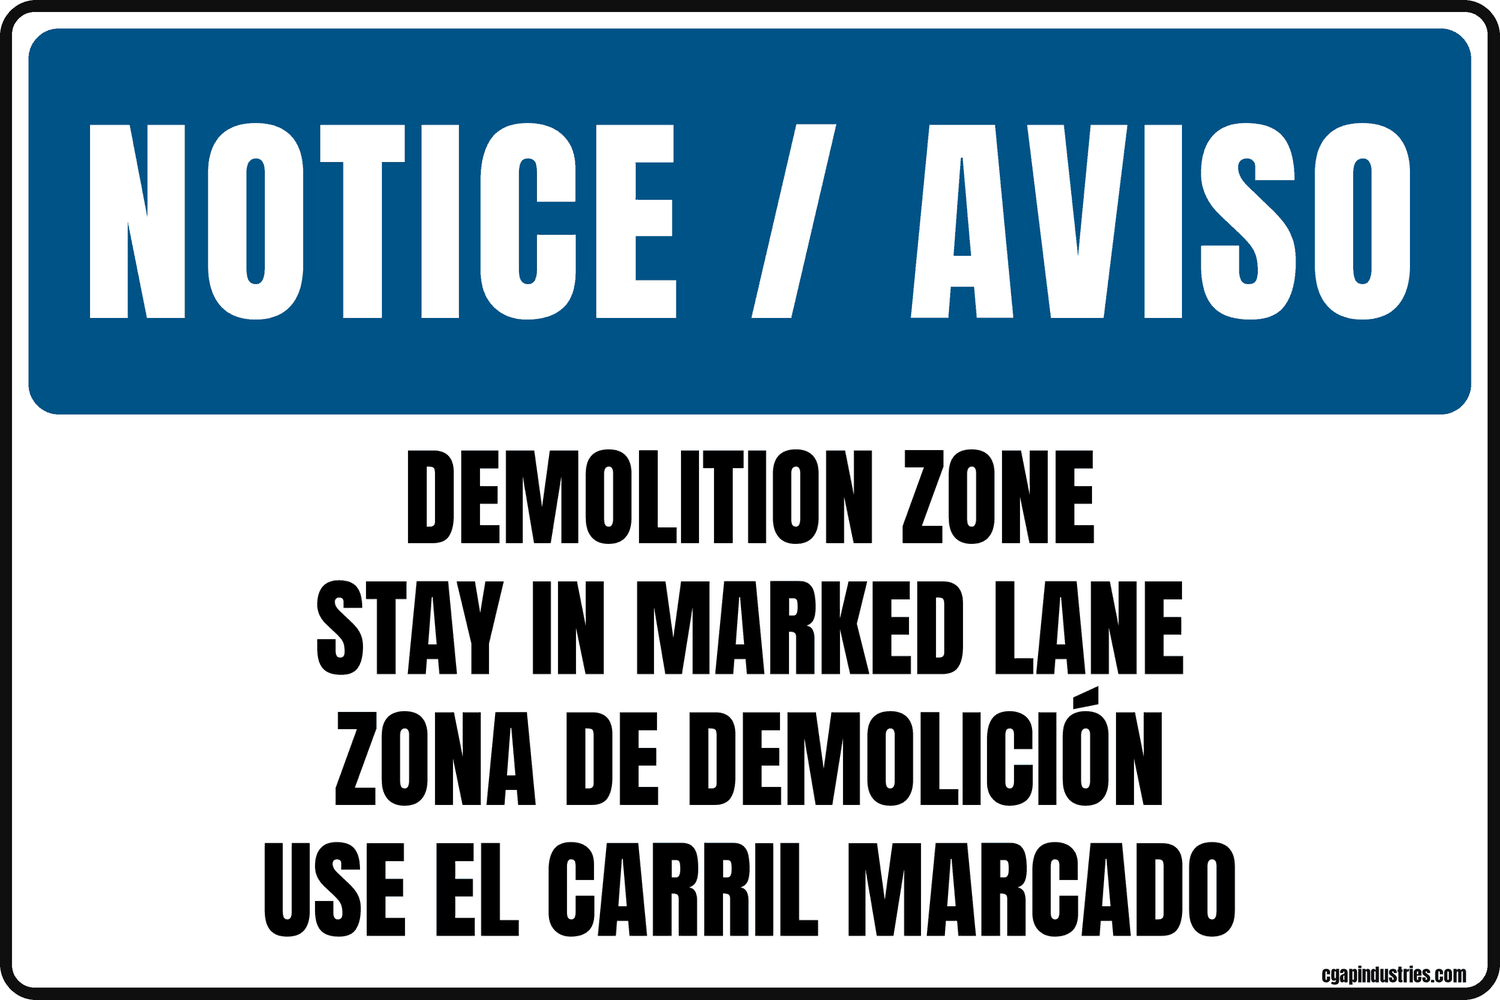 NOTICE / AVISO
DEMOLITION ZONE
STAY IN MARKED LANE
ZONA DE DEMOLICIÓN
USE EL CARRIL MARCADO
cgapindustries.com